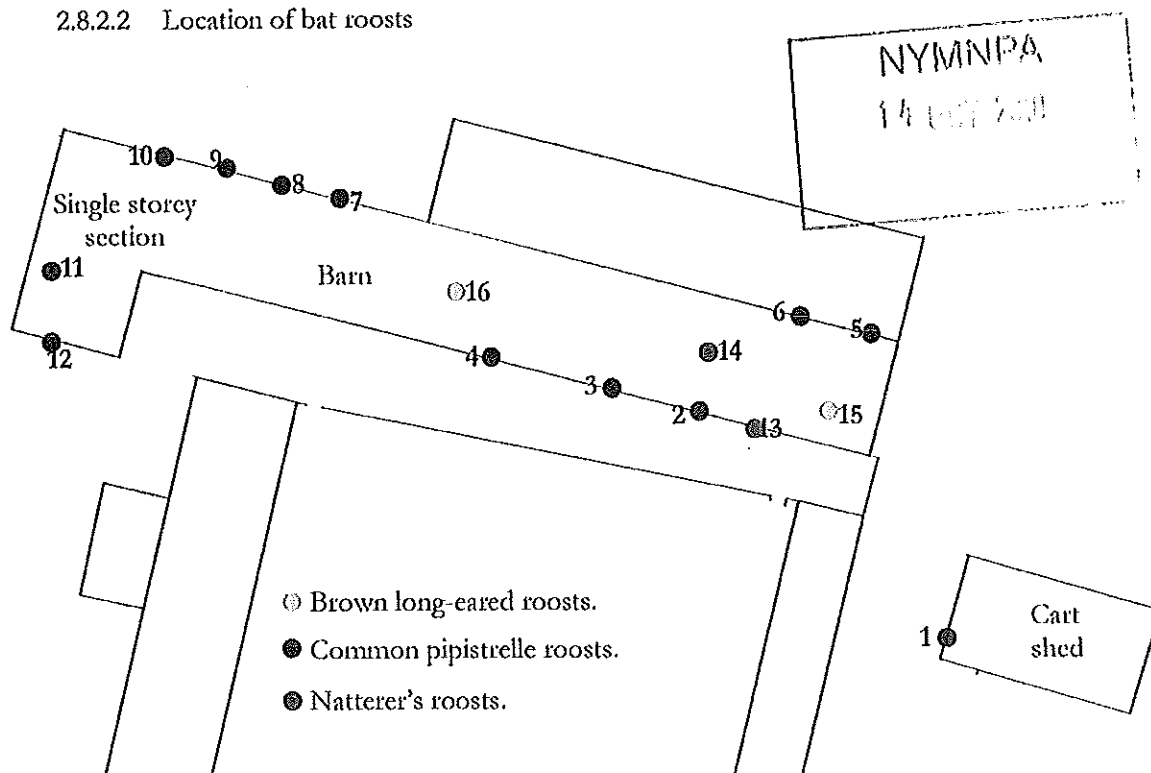 2.8.2.2 Location of bat roosts
NYMNPA
14
10
9
8
7
Single storey
section
11
12
Barn
16
6
5
14
4
3
2
13
15
Brown long-eared roosts.
Common pipistrelle roosts.
Natterer's roosts.
1
Cart
shed